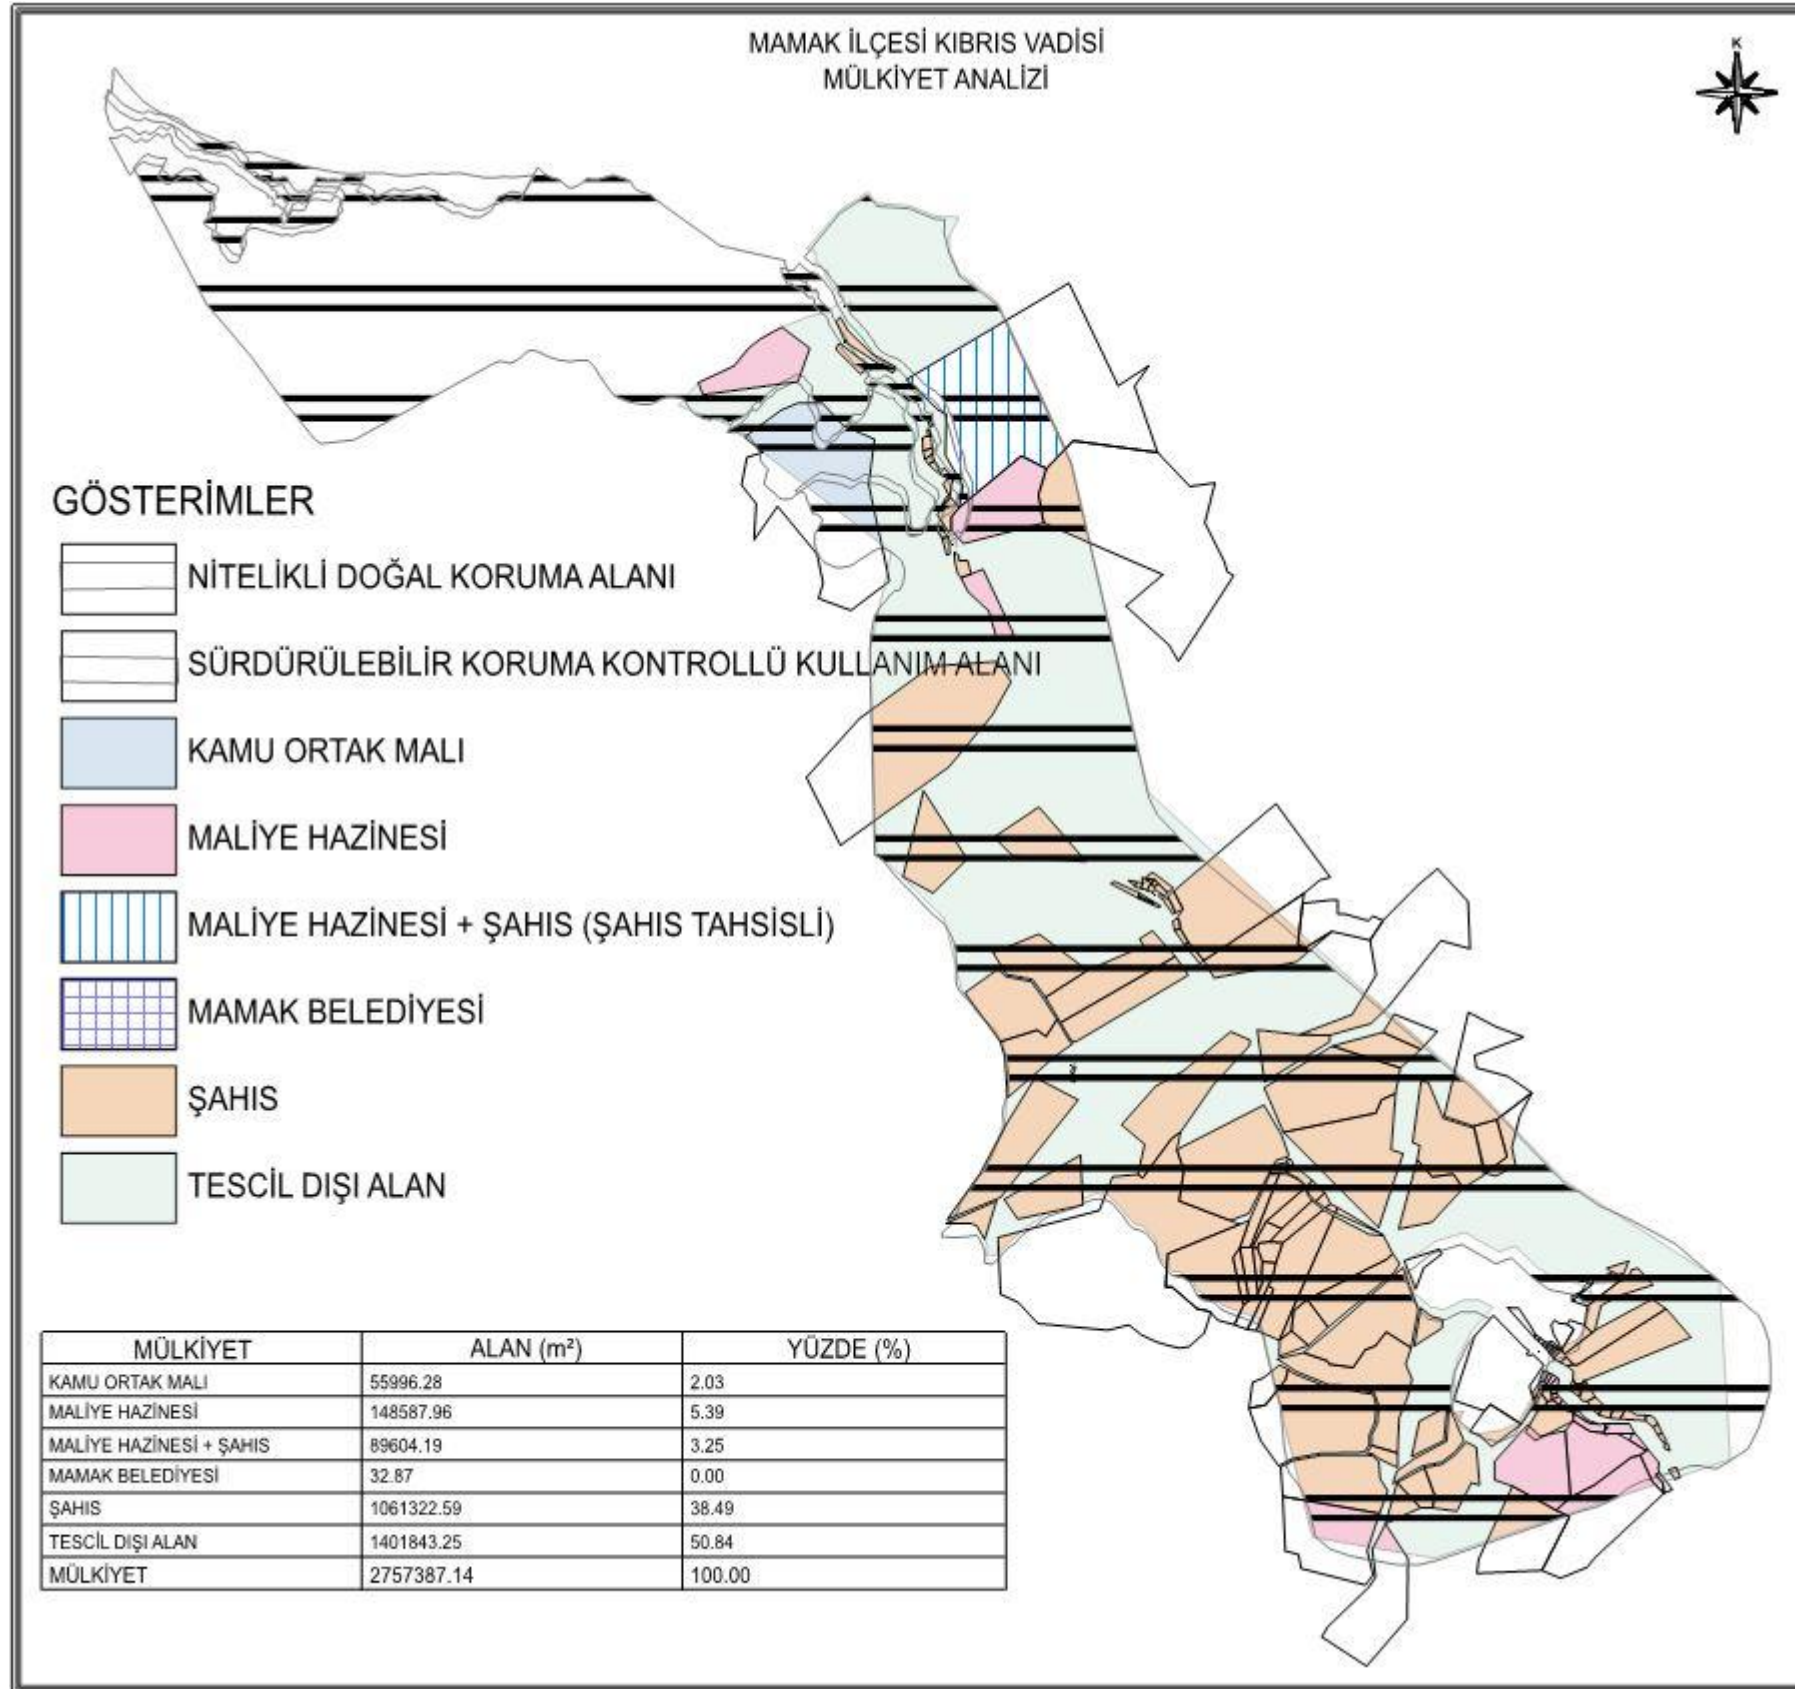 MAMAK İLÇESİ KIBRIS VADİSİ
MÜLKİYET ANALİZİ
K
GÖSTERİMLER
NİTELİKLİ DOĞAL KORUMA ALANI
SÜRDÜRÜLEBİLİR KORUMA KONTROLLÜ KULLANIM ALANI
KAMU ORTAK MALI
MALİYE HAZİNESİ
MALİYE HAZİNESİ + ŞAHIS (ŞAHIS TAHSİSLİ)
MAMAK BELEDİYESİ
ŞAHIS
TESCİL DIŞI ALAN
MÜLKİYET ALAN (m²) YÜZDE (%)
KAMU ORTAK MALI 55996.28 2.03
MALİYE HAZİNESİ 148587.96 5.39
MALİYE HAZİNESİ + ŞAHIS 89604.19 3.25
MAMAK BELEDİYESİ 32.87 0.00
ŞAHIS 1061322.59 38.49
TESCİL DIŞI ALAN 1401843.25 50.84
MÜLKİYET 2757387.14 100.00